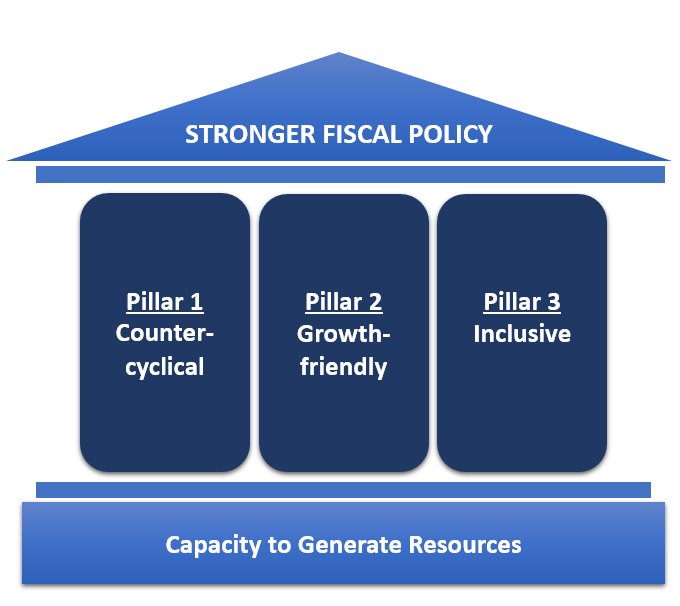 STRONGER FISCAL POLICY
Pillar 1
Counter-
cyclical
Pillar 2
Growth-
friendly
Pillar 3
Inclusive
Capacity to Generate Resources